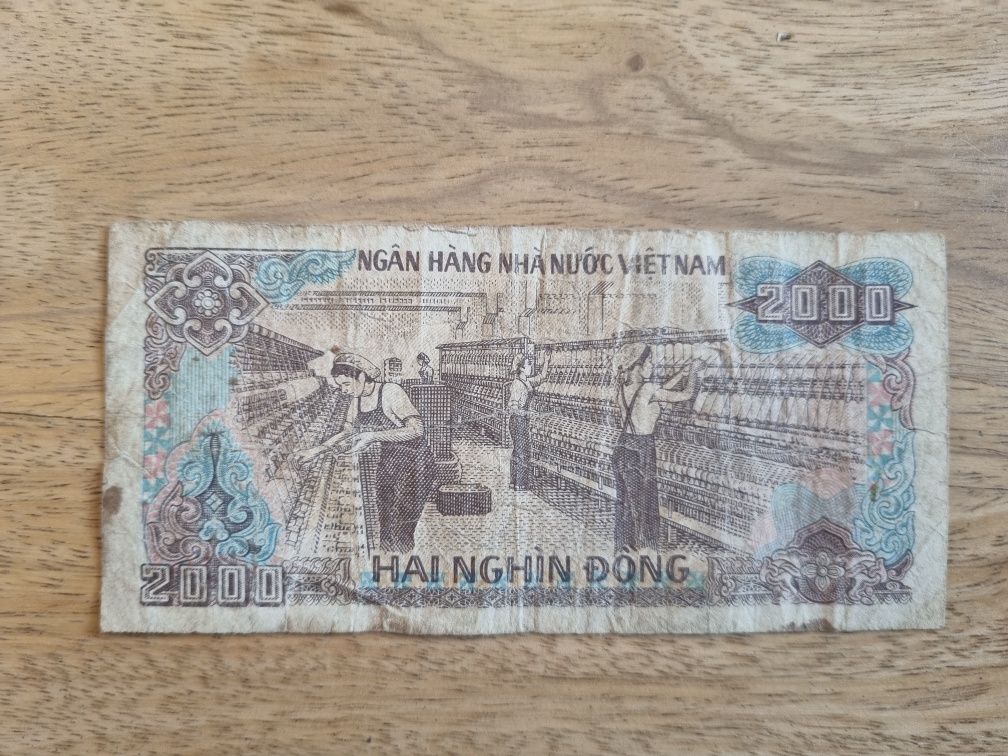 NGÂN HÀNG NHÀ NƯỚC VIỆT NAM
2000
2000
HAI NGHÌN ĐỒNG